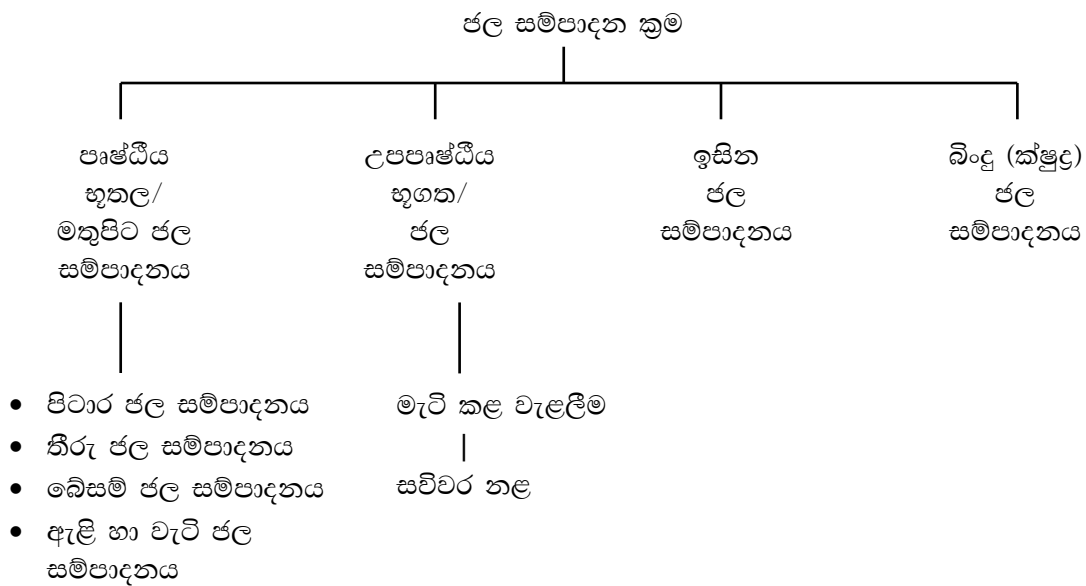 ජල සම්පාදන ක්‍රම
පෘෂ්ඨීය
භූතල/
මතුපිට ජල
සම්පාදනය
උපපෘෂ්ඨීය
භූගත/
ජල
සම්පාදනය
ඉසින
ජල
සම්පාදනය
බිංදු (ක්ෂුද්‍ර)
ජල
සම්පාදනය
• පිටාර ජල සම්පාදනය
• තීරු ජල සම්පාදනය
• බේසම් ජල සම්පාදනය
• ඇළි හා වැටි ජල
සම්පාදනය
මැටි කළ වැළලීම
සවිවර නළ